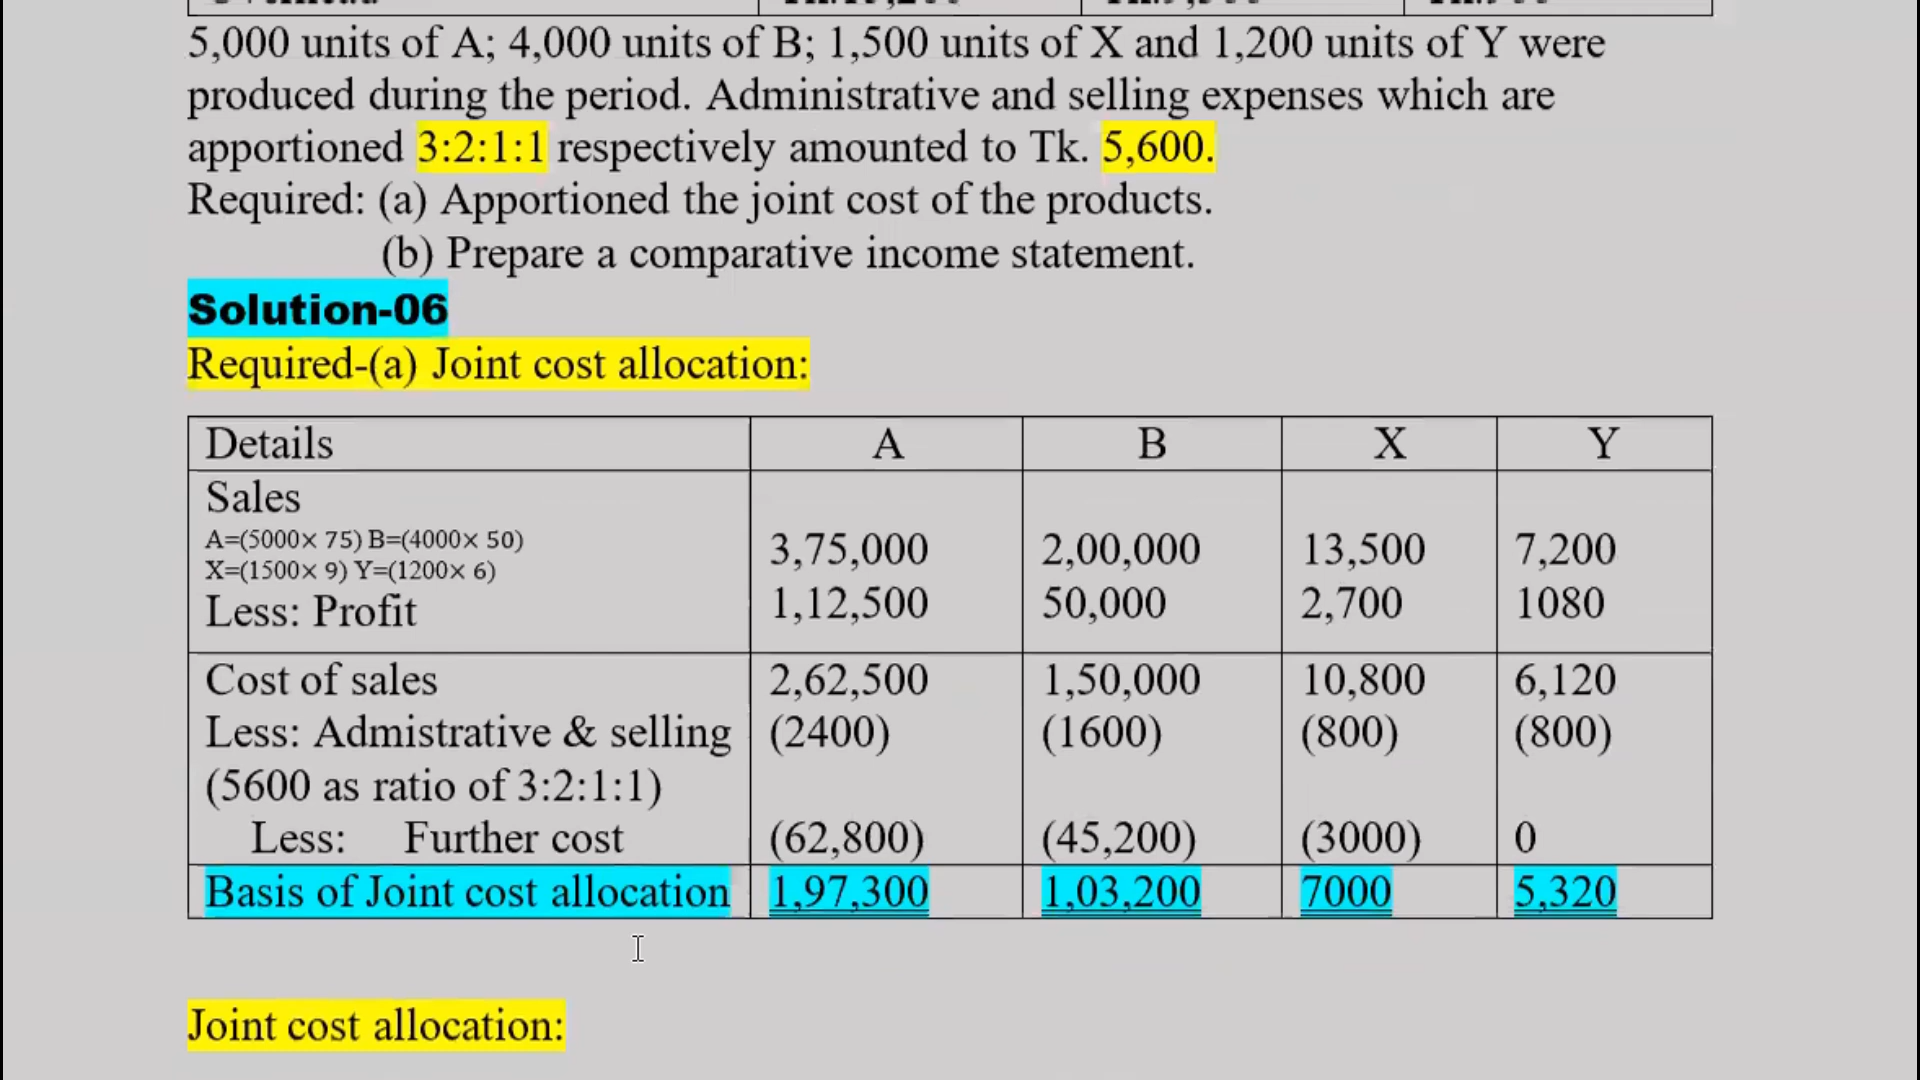 5,000 units of A; 4,000 units of B; 1,500 units of X and 1,200 units of Y were
produced during the period. Administrative and selling expenses which are
apportioned 3:2:1:1 respectively amounted to Tk. 5,600.
Required: (a) Apportioned the joint cost of the products.
(b) Prepare a comparative income statement.
Solution-06
Required-(a) Joint cost allocation:
Details A B X Y
Sales
A=(5000× 75) B=(4000× 50)
X=(1500× 9) Y=(1200× 6)
3,75,000 2,00,000 13,500 7,200
Less: Profit 1,12,500 50,000 2,700 1080
Cost of sales 2,62,500 1,50,000 10,800 6,120
Less: Admistrative & selling (2400) (1600) (800) (800)
(5600 as ratio of 3:2:1:1)
Less: Further cost (62,800) (45,200) (3000) 0
Basis of Joint cost allocation 1,97,300 1,03,200 7000 5,320
Joint cost allocation: